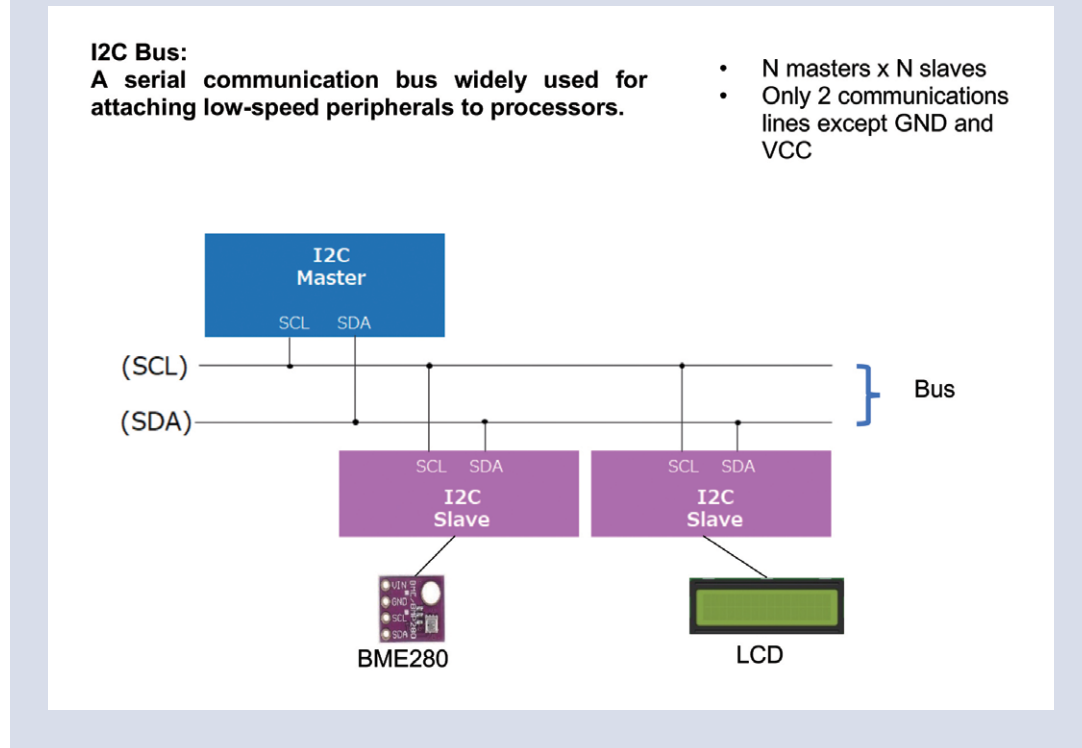 I2C Bus:
A serial communication bus widely used for
attaching low-speed peripherals to processors.
• N masters x N slaves
• Only 2 communications
lines except GND and
VCC
I2C
Master
SCL SDA
(SCL)
(SDA)
Bus
SCL SDA
I2C
Slave
SCL SDA
I2C
Slave
VIN
GND
SCL
SDA
BME280
LCD